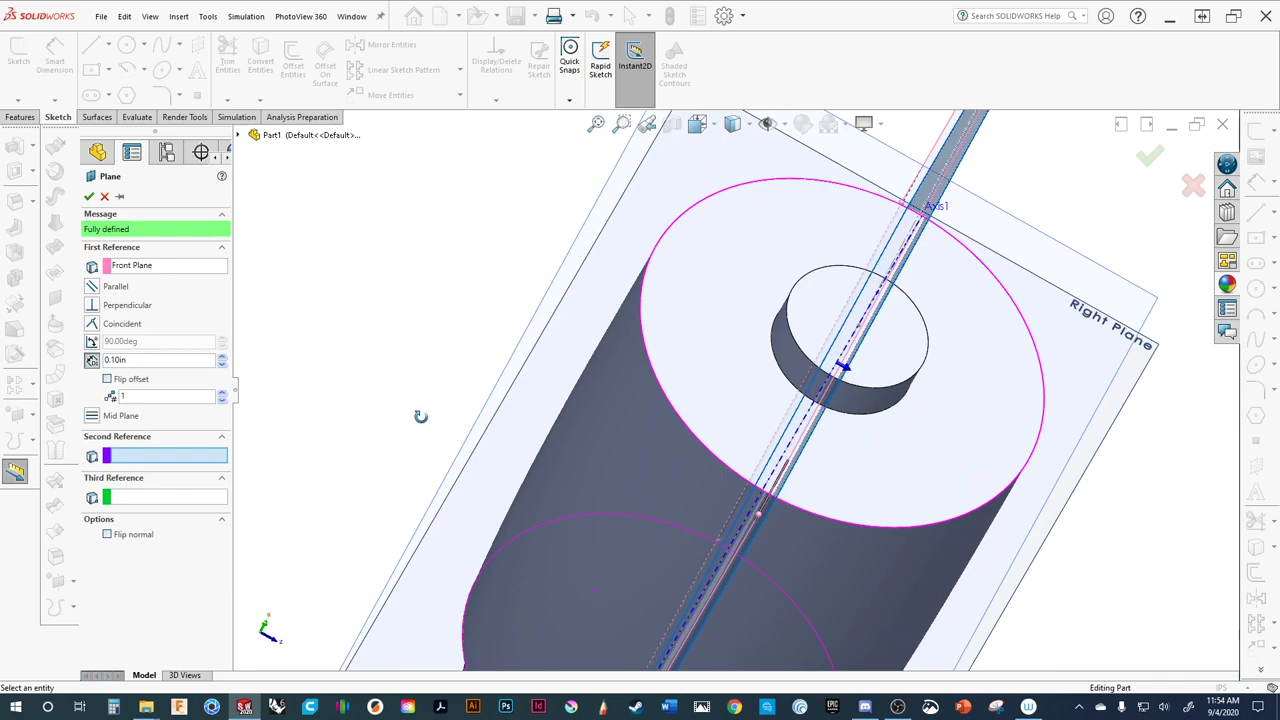 SOLIDWORKS
File Edit View Insert Tools Simulation PhotoView 360 Window
Search SOLIDWORKS Help
Sketch
Smart Dimension
Trim Entities
Convert Entities
Offset Entities
Offset On Surface
Mirror Entities
Linear Sketch Pattern
Move Entities
Display/Delete Relations
Repair Sketch
Quick Snaps
Rapid Sketch
Instant2D
Shaded Sketch Contours
Features Sketch Surfaces Evaluate Render Tools Simulation Analysis Preparation
Part1 (Default<<Default>...
Plane
Message
Fully defined
First Reference
Front Plane
Parallel
Perpendicular
Coincident
90.00deg
0.10in
Flip offset
1
Mid Plane
Second Reference
Third Reference
Options
Flip normal
Axis1
Right Plane
z
Model 3D Views
Select an entity
Editing Part
IPS
11:54 AM
9/4/2020